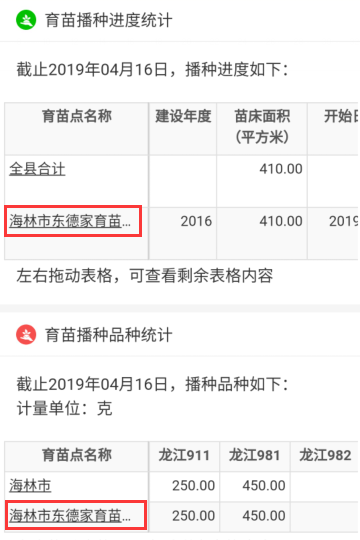 育苗播种进度统计
截止2019年04月16日，播种进度如下：
育苗点名称 建设年度 苗床面积 开始
（平方米）
全县合计 410.00
海林市东德家育苗... 2016 410.00 2019
左右拖动表格，可查看剩余表格内容
育苗播种品种统计
截止2019年04月16日，播种品种如下：
计量单位：克
育苗点名称 龙江911 龙江981 龙江982
海林市 250.00 450.00
海林市东德家育苗... 250.00 450.00